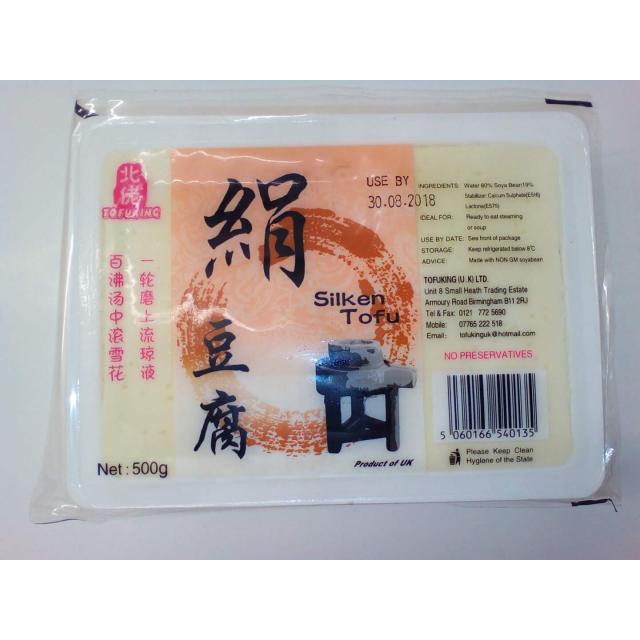 北佬
TOFUKING
一轮磨上流琼液
百沸汤中滚雪花
Net : 500g
絹豆腐
USE BY
30.08.2018
Silken
Tofu
Product of UK
INGREDIENTS: Water 80% Soya Bean19%
Stabilizer: Calcium Sulphate(E516)
Lactone(E575)
IDEAL FOR: Ready to eat steaming
or soup
USE BY DATE: See front of package
STORAGE: Keep refrigerated below 8℃
ADVICE: Made with NON-GM soyabean
TOFUKING (U.K) LTD.
Unit 8 Small Heath Trading Estate
Armoury Road Birmingham B11 2RJ
Tel & Fax: 0121 772 5690
Mobile: 07765 222 518
Email: tofukinguk@hotmail.com
NO PRESERVATIVES
5 060166 540135
Please Keep Clean
Hygiene of the State